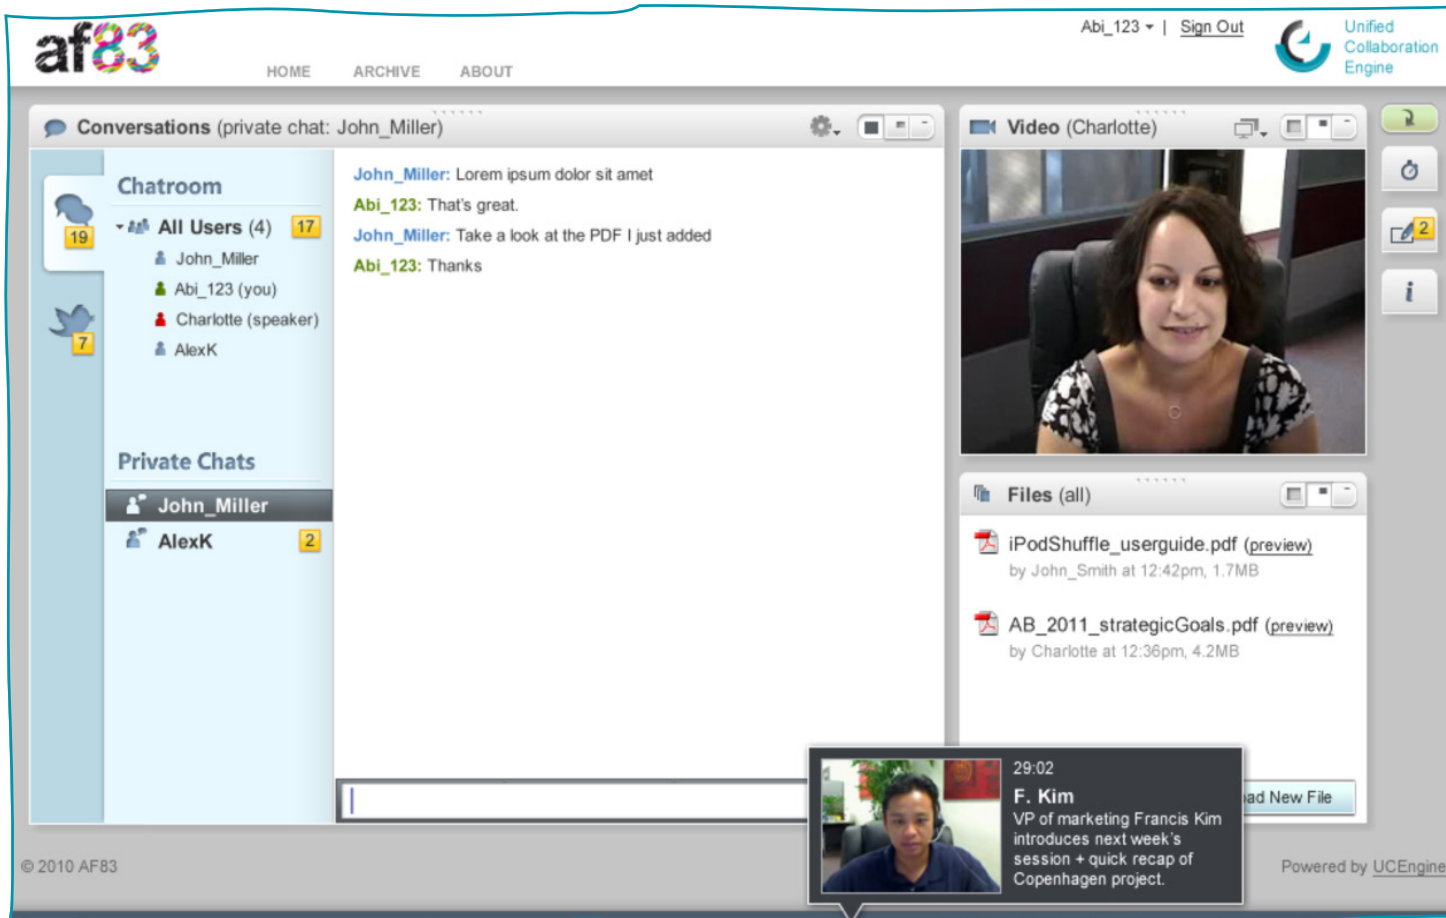 af83
HOME ARCHIVE ABOUT
Abi_123 | Sign Out
Unified
Collaboration
Engine
Conversations (private chat: John_Miller)
19
7
Chatroom
All Users (4) 17
John_Miller
Abi_123 (you)
Charlotte (speaker)
AlexK
Private Chats
John_Miller
AlexK 2
John_Miller: Lorem ipsum dolor sit amet
Abi_123: That's great.
John_Miller: Take a look at the PDF I just added
Abi_123: Thanks
Video (Charlotte)
2
i
Files (all)
iPodShuffle_userguide.pdf (preview)
by John_Smith at 12:42pm, 1.7MB
AB_2011_strategicGoals.pdf (preview)
by Charlotte at 12:36pm, 4.2MB
New File
29:02
F. Kim
VP of marketing Francis Kim
introduces next week's
session + quick recap of
Copenhagen project.
© 2010 AF83
Powered by UCEngine